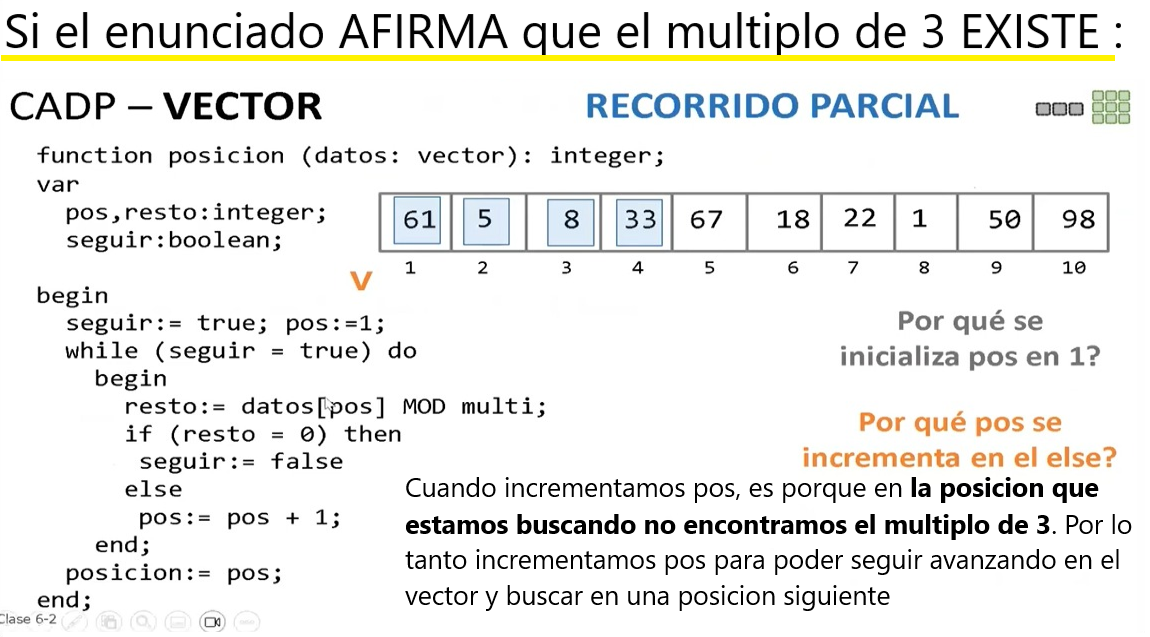 Si el enunciado AFIRMA que el multiplo de 3 EXISTE :
CADP – VECTOR
RECORRIDO PARCIAL
function posicion (datos: vector): integer;
var
pos,resto:integer;
seguir:boolean;
61 5 8 33 67 18 22 1 50 98
1 2 3 4 5 6 7 8 9 10
V
begin
seguir:= true; pos:=1;
while (seguir = true) do
begin
resto:= datos[pos] MOD multi;
if (resto = 0) then
seguir:= false
else
pos:= pos + 1;
end;
posicion:= pos;
end;
Por qué se
inicializa pos en 1?
Por qué pos se
incrementa en el else?
Cuando incrementamos pos, es porque en la posicion que
estamos buscando no encontramos el multiplo de 3. Por lo
tanto incrementamos pos para poder seguir avanzando en el
vector y buscar en una posicion siguiente
Clase 6-2